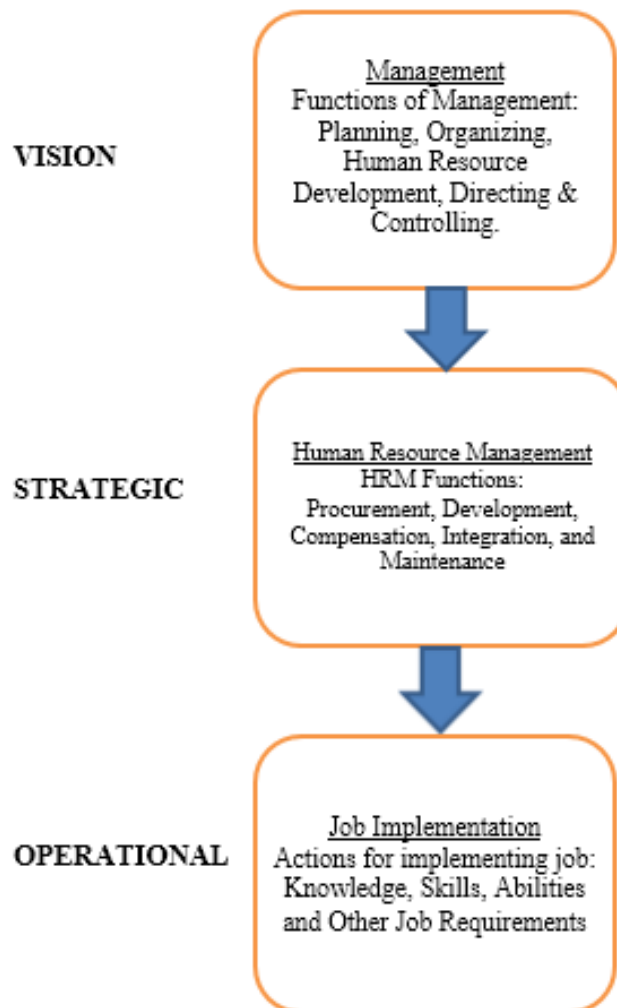 VISION
Management
Functions of Management:
Planning, Organizing,
Human Resource
Development, Directing &
Controlling.
STRATEGIC
Human Resource Management
HRM Functions:
Procurement, Development,
Compensation, Integration, and
Maintenance
OPERATIONAL
Job Implementation
Actions for implementing job:
Knowledge, Skills, Abilities
and Other Job Requirements